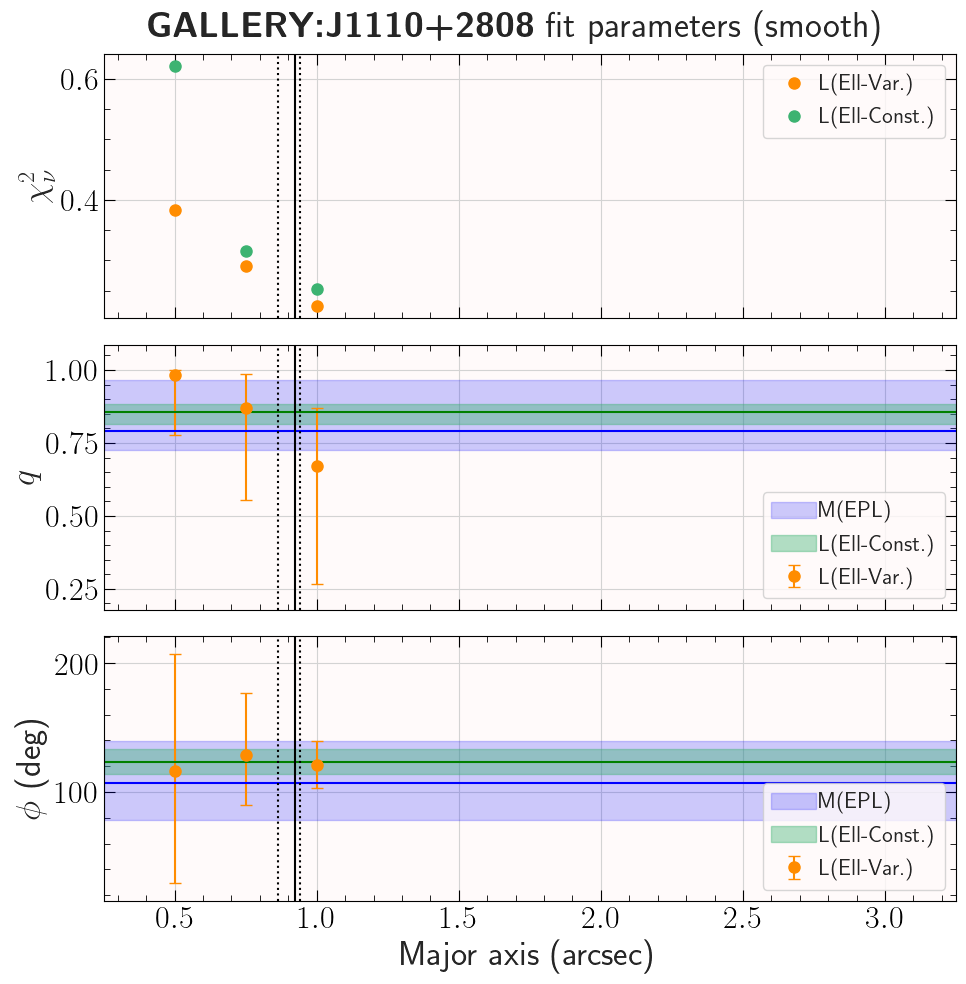 GALLERY:J1110+2808 fit parameters (smooth)
0.6
0.4
χ²ν
L(Ell-Var.)
L(Ell-Const.)
1.00
0.75
0.50
0.25
q
M(EPL)
L(Ell-Const.)
L(Ell-Var.)
200
100
ϕ (deg)
M(EPL)
L(Ell-Const.)
L(Ell-Var.)
0.5 1.0 1.5 2.0 2.5 3.0
Major axis (arcsec)